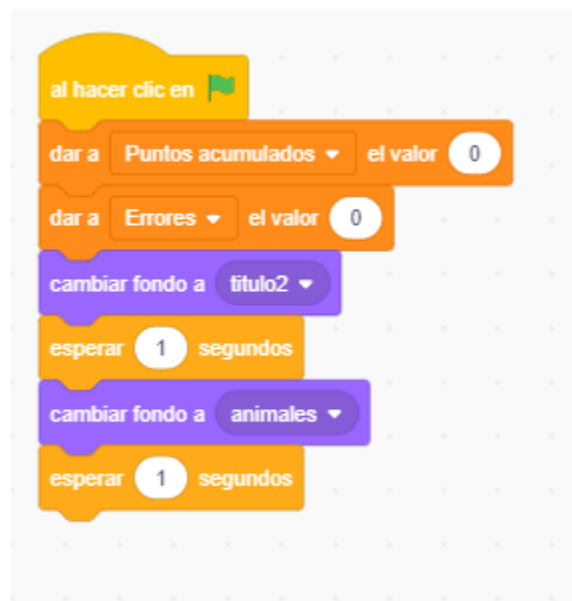 al hacer clic en
dar a Puntos acumulados el valor 0
dar a Errores el valor 0
cambiar fondo a titulo2
esperar 1 segundos
cambiar fondo a animales
esperar 1 segundos